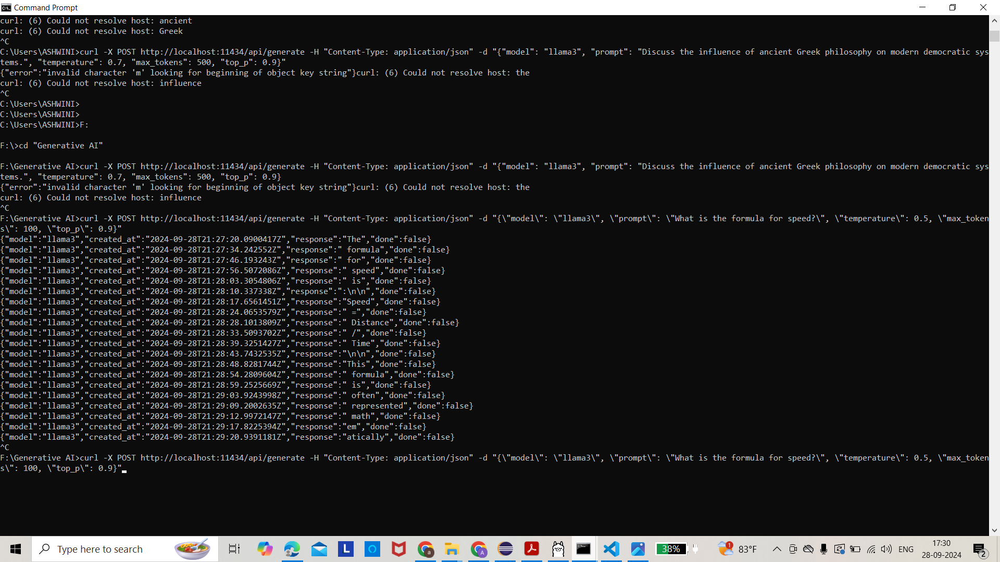 Command Prompt
curl: (6) Could not resolve host: ancient
curl: (6) Could not resolve host: Greek
^C
C:\Users\ASHWINI>curl -X POST http://localhost:11434/api/generate -H "Content-Type: application/json" -d "{"model": "llama3", "prompt": "Discuss the influence of ancient Greek philosophy on modern democratic sys
tems.", "temperature": 0.7, "max_tokens": 500, "top_p": 0.9}"
{"error":"invalid character 'm' looking for beginning of object key string"}curl: (6) Could not resolve host: the
curl: (6) Could not resolve host: influence
^C
C:\Users\ASHWINI>
C:\Users\ASHWINI>
C:\Users\ASHWINI>F:
F:\>cd "Generative AI"
F:\Generative AI>curl -X POST http://localhost:11434/api/generate -H "Content-Type: application/json" -d "{"model": "llama3", "prompt": "Discuss the influence of ancient Greek philosophy on modern democratic sys
tems.", "temperature": 0.7, "max_tokens": 500, "top_p": 0.9}
{"error":"invalid character 'm' looking for beginning of object key string"}curl: (6) Could not resolve host: the
curl: (6) Could not resolve host: influence
^C
F:\Generative AI>curl -X POST http://localhost:11434/api/generate -H "Content-Type: application/json" -d "{\"model\": \"llama3\", \"prompt\": \"What is the formula for speed?\", \"temperature\": 0.5, \"max_token
s\": 100, \"top_p\": 0.9}"
{"model":"llama3","created_at":"2024-09-28T21:27:20.0900417Z","response":"The","done":false}
{"model":"llama3","created_at":"2024-09-28T21:27:34.242552Z","response":" formula","done":false}
{"model":"llama3","created_at":"2024-09-28T21:27:46.193243Z","response":" for","done":false}
{"model":"llama3","created_at":"2024-09-28T21:27:56.5072086Z","response":" speed","done":false}
{"model":"llama3","created_at":"2024-09-28T21:28:03.3054806Z","response":" is","done":false}
{"model":"llama3","created_at":"2024-09-28T21:28:10.337338Z","response":":\n\n","done":false}
{"model":"llama3","created_at":"2024-09-28T21:28:17.6561451Z","response":"Speed","done":false}
{"model":"llama3","created_at":"2024-09-28T21:28:24.0653579Z","response":" =","done":false}
{"model":"llama3","created_at":"2024-09-28T21:28:28.1013809Z","response":" Distance","done":false}
{"model":"llama3","created_at":"2024-09-28T21:28:33.5093702Z","response":" /","done":false}
{"model":"llama3","created_at":"2024-09-28T21:28:39.3251427Z","response":" Time","done":false}
{"model":"llama3","created_at":"2024-09-28T21:28:43.7432535Z","response":"\n\n","done":false}
{"model":"llama3","created_at":"2024-09-28T21:28:48.8281744Z","response":"This","done":false}
{"model":"llama3","created_at":"2024-09-28T21:28:54.2809604Z","response":" formula","done":false}
{"model":"llama3","created_at":"2024-09-28T21:28:59.2525669Z","response":" is","done":false}
{"model":"llama3","created_at":"2024-09-28T21:29:03.9243998Z","response":" often","done":false}
{"model":"llama3","created_at":"2024-09-28T21:29:09.2002635Z","response":" represented","done":false}
{"model":"llama3","created_at":"2024-09-28T21:29:12.9972147Z","response":" math","done":false}
{"model":"llama3","created_at":"2024-09-28T21:29:17.8225394Z","response":"em","done":false}
{"model":"llama3","created_at":"2024-09-28T21:29:20.9391181Z","response":"atically","done":false}
^C
F:\Generative AI>curl -X POST http://localhost:11434/api/generate -H "Content-Type: application/json" -d "{\"model\": \"llama3\", \"prompt\": \"What is the formula for speed?\", \"temperature\": 0.5, \"max_token
s\": 100, \"top_p\": 0.9}"
Type here to search
38%
1
83°F
ENG
17:30
28-09-2024
2